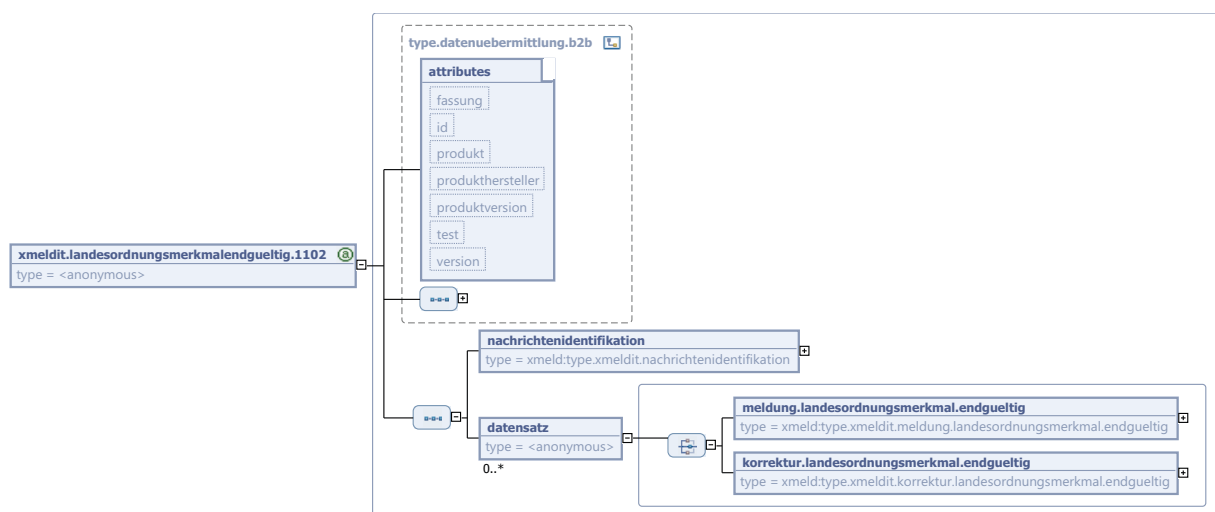 type.datenuebermittlung.b2b
attributes
fassung
id
produkt
produkthersteller
produktversion
test
version
xmeldit.landesordnungsmerkmalendgueltig.1102 a
type = <anonymous>
nachrichtenidentifikation
type = xmeld:type.xmeldit.nachrichtenidentifikation
datensatz
type = <anonymous>
0..*
meldung.landesordnungsmerkmal.endgueltig
type = xmeld:type.xmeldit.meldung.landesordnungsmerkmal.endgueltig
korrektur.landesordnungsmerkmal.endgueltig
type = xmeld:type.xmeldit.korrektur.landesordnungsmerkmal.endgueltig